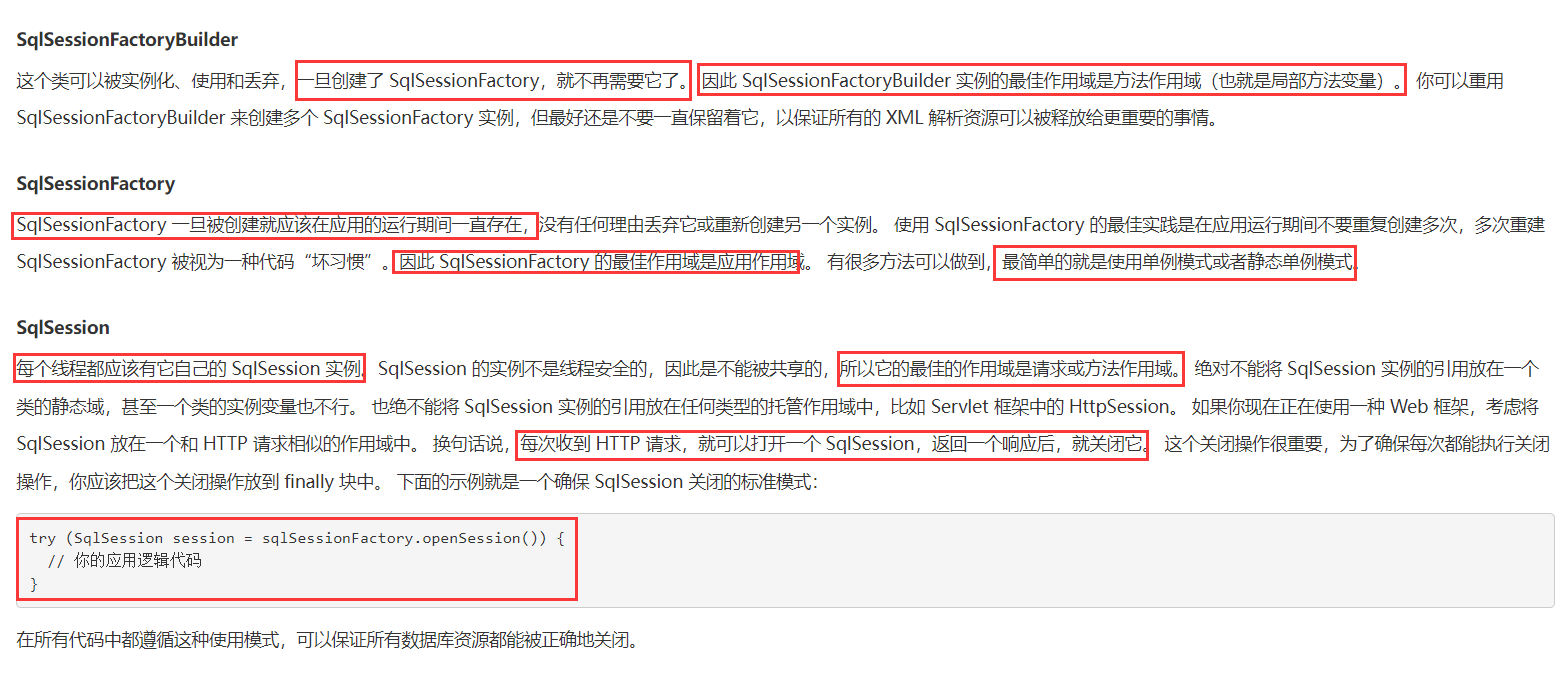 SqlSessionFactoryBuilder
这个类可以被实例化、使用和丢弃，一旦创建了 SqlSessionFactory，就不再需要它了。 因此 SqlSessionFactoryBuilder 实例的最佳作用域是方法作用域（也就是局部方法变量）。 你可以重用
SqlSessionFactoryBuilder 来创建多个 SqlSessionFactory 实例，但最好还是不要一直保留着它，以保证所有的 XML 解析资源可以被释放给更重要的事情。
SqlSessionFactory
SqlSessionFactory 一旦被创建就应该在应用的运行期间一直存在，没有任何理由丢弃它或重新创建另一个实例。 使用 SqlSessionFactory 的最佳实践是在应用运行期间不要重复创建多次，多次重建
SqlSessionFactory 被视为一种代码“坏习惯”。因此 SqlSessionFactory 的最佳作用域是应用作用域。 有很多方法可以做到，最简单的就是使用单例模式或者静态单例模式。
SqlSession
每个线程都应该有它自己的 SqlSession 实例。SqlSession 的实例不是线程安全的，因此是不能被共享的，所以它的最佳的作用域是请求或方法作用域。 绝对不能将 SqlSession 实例的引用放在一个
类的静态域，甚至一个类的实例变量也不行。 也绝不能将 SqlSession 实例的引用放在任何类型的托管作用域中，比如 Servlet 框架中的 HttpSession。 如果你现在正在使用一种 Web 框架，考虑将
SqlSession 放在一个和 HTTP 请求相似的作用域中。 换句话说，每次收到 HTTP 请求，就可以打开一个 SqlSession，返回一个响应后，就关闭它。 这个关闭操作很重要，为了确保每次都能执行关闭
操作，你应该把这个关闭操作放到 finally 块中。 下面的示例就是一个确保 SqlSession 关闭的标准模式：
try (SqlSession session = sqlSessionFactory.openSession()) {
// 你的应用逻辑代码
}
在所有代码中都遵循这种使用模式，可以保证所有数据库资源都能被正确地关闭。